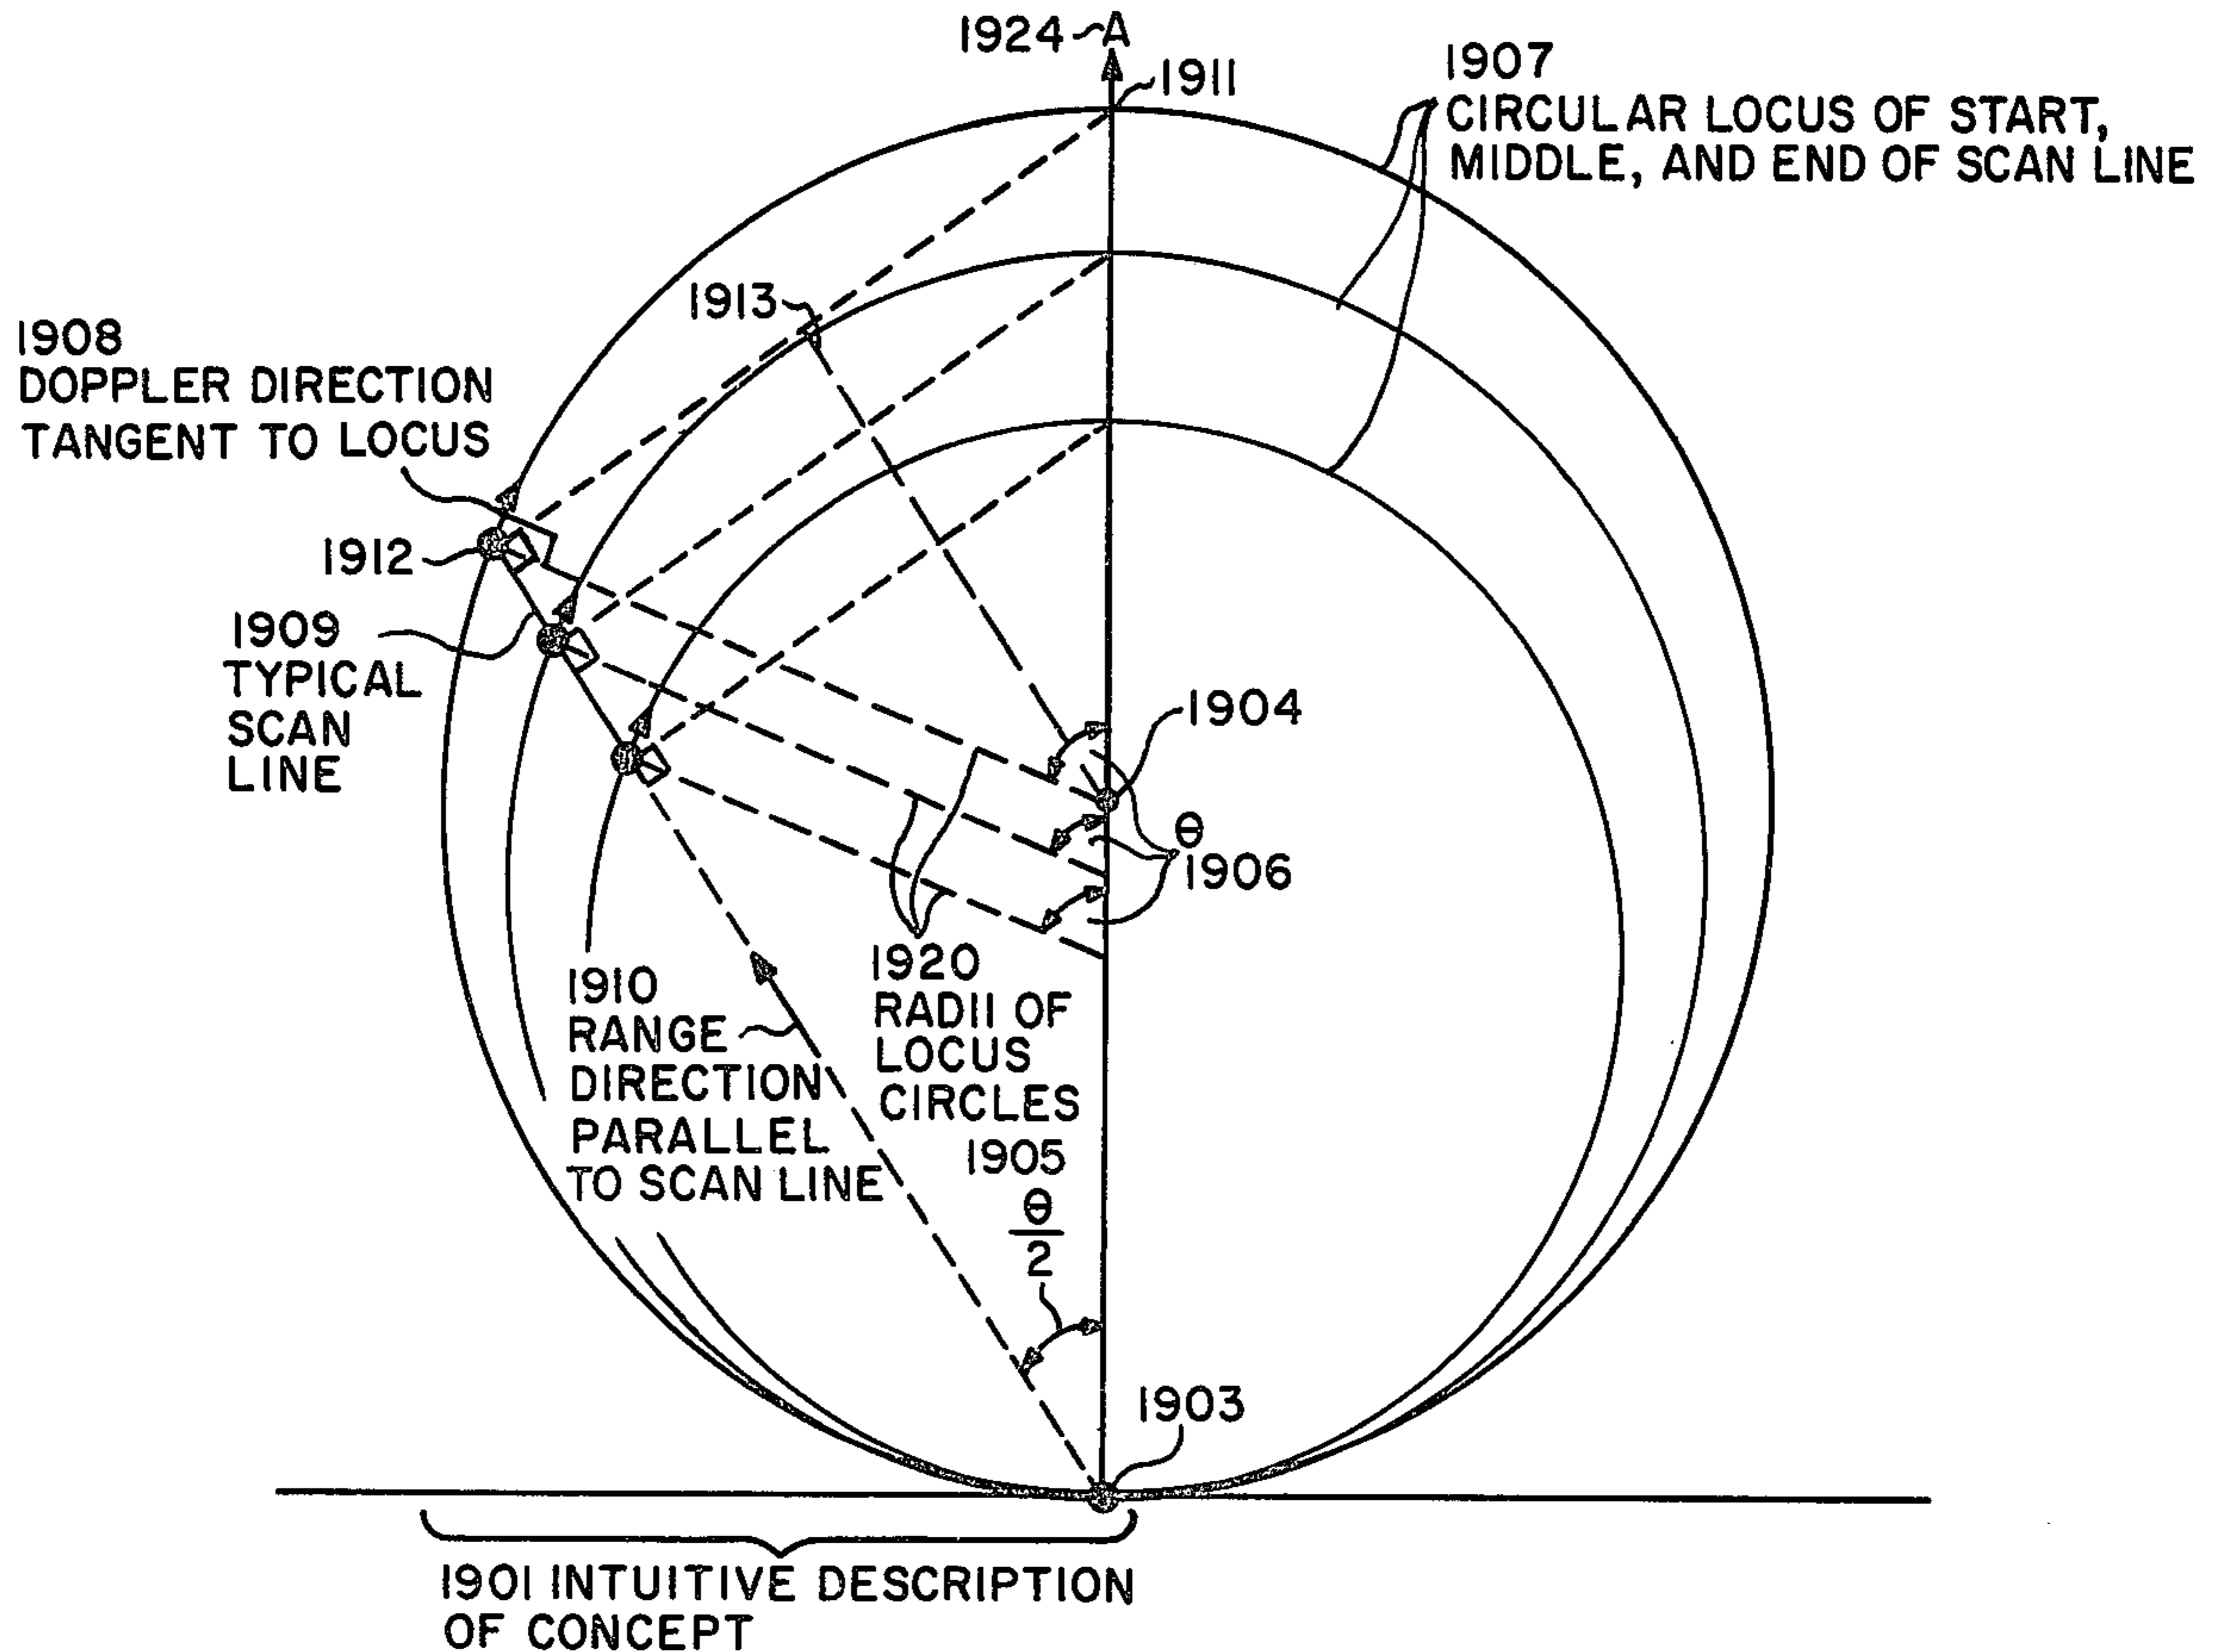 1924 A
1911
1907
CIRCULAR LOCUS OF START,
MIDDLE, AND END OF SCAN LINE
1913
1908
DOPPLER DIRECTION
TANGENT TO LOCUS
1912
1909
TYPICAL
SCAN
LINE
1904
θ
1906
1910
RANGE
DIRECTION
PARALLEL
TO SCAN LINE
1920
RADII OF
LOCUS
CIRCLES
1905
θ
2
1903
1901 INTUITIVE DESCRIPTION
OF CONCEPT